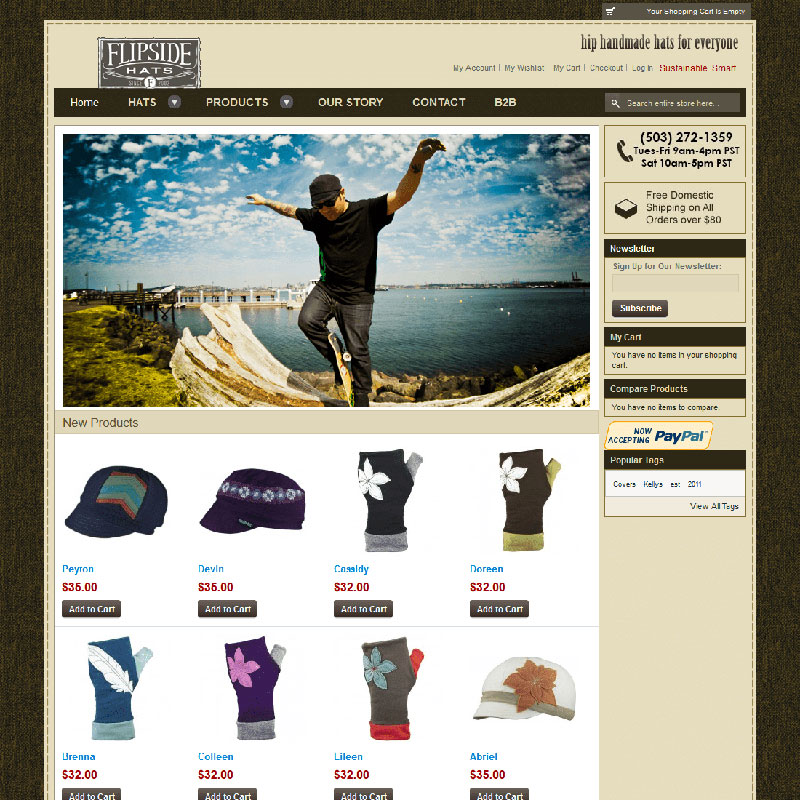 Your Shopping Cart Is Empty
FLIPSIDE
HATS
SINCE F 2002
hip handmade hats for everyone
My Account | My Wishlist My Cart | Checkout | Log In Sustainable. Smart.
Home HATS PRODUCTS OUR STORY CONTACT B2B
Search entire store here...
(503) 272-1359
Tues-Fri 9am-4pm PST
Sat 10am-5pm PST
Free Domestic
Shipping on All
Orders over $80
Newsletter
Sign Up for Our Newsletter:
Subscribe
My Cart
You have no items in your shopping
cart.
Compare Products
You have no items to compare.
NOW
ACCEPTING PayPal
Popular Tags
Covers Kellys est 2011
View All Tags
New Products
Peyron Devin Cassidy Doreen
$35.00 $35.00 $32.00 $32.00
Add to Cart Add to Cart Add to Cart Add to Cart
Brenna Colleen Eileen Abriel
$32.00 $32.00 $32.00 $35.00
Add to Cart Add to Cart Add to Cart Add to Cart